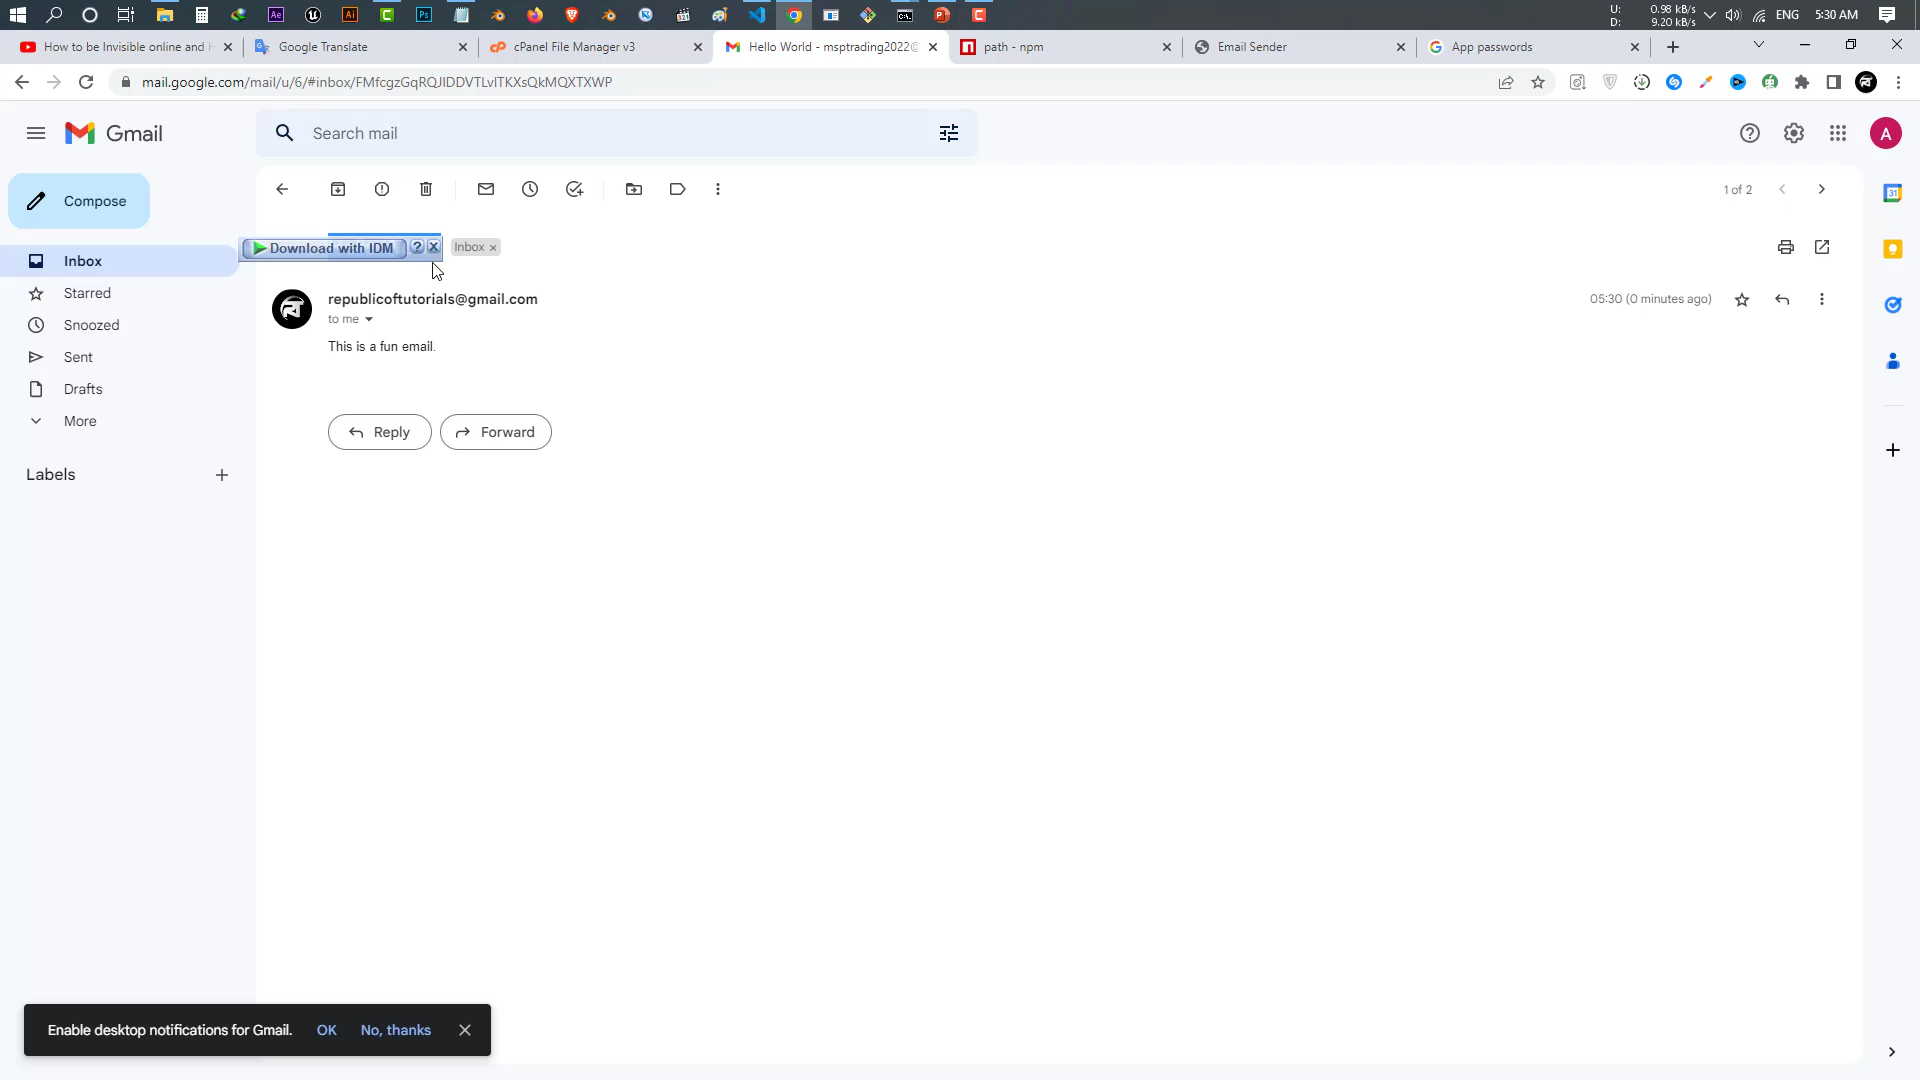 U: 0.98 kB/s
D: 9.20 kB/s
ENG
5:30 AM
How to be Invisible online and
Google Translate
cPanel File Manager v3
Hello World - msptrading2022@
path - npm
Email Sender
App passwords
mail.google.com/mail/u/6/#inbox/FMfcgzGqRQJlDDVTLvlTKXsQkMQXTXWP
Gmail
Search mail
A
Compose
1 of 2
Download with IDM
Inbox
Inbox
republicoftutorials@gmail.com
05:30 (0 minutes ago)
to me
This is a fun email.
Starred
Snoozed
Sent
Drafts
More
Reply
Forward
Labels
Enable desktop notifications for Gmail.
OK
No, thanks